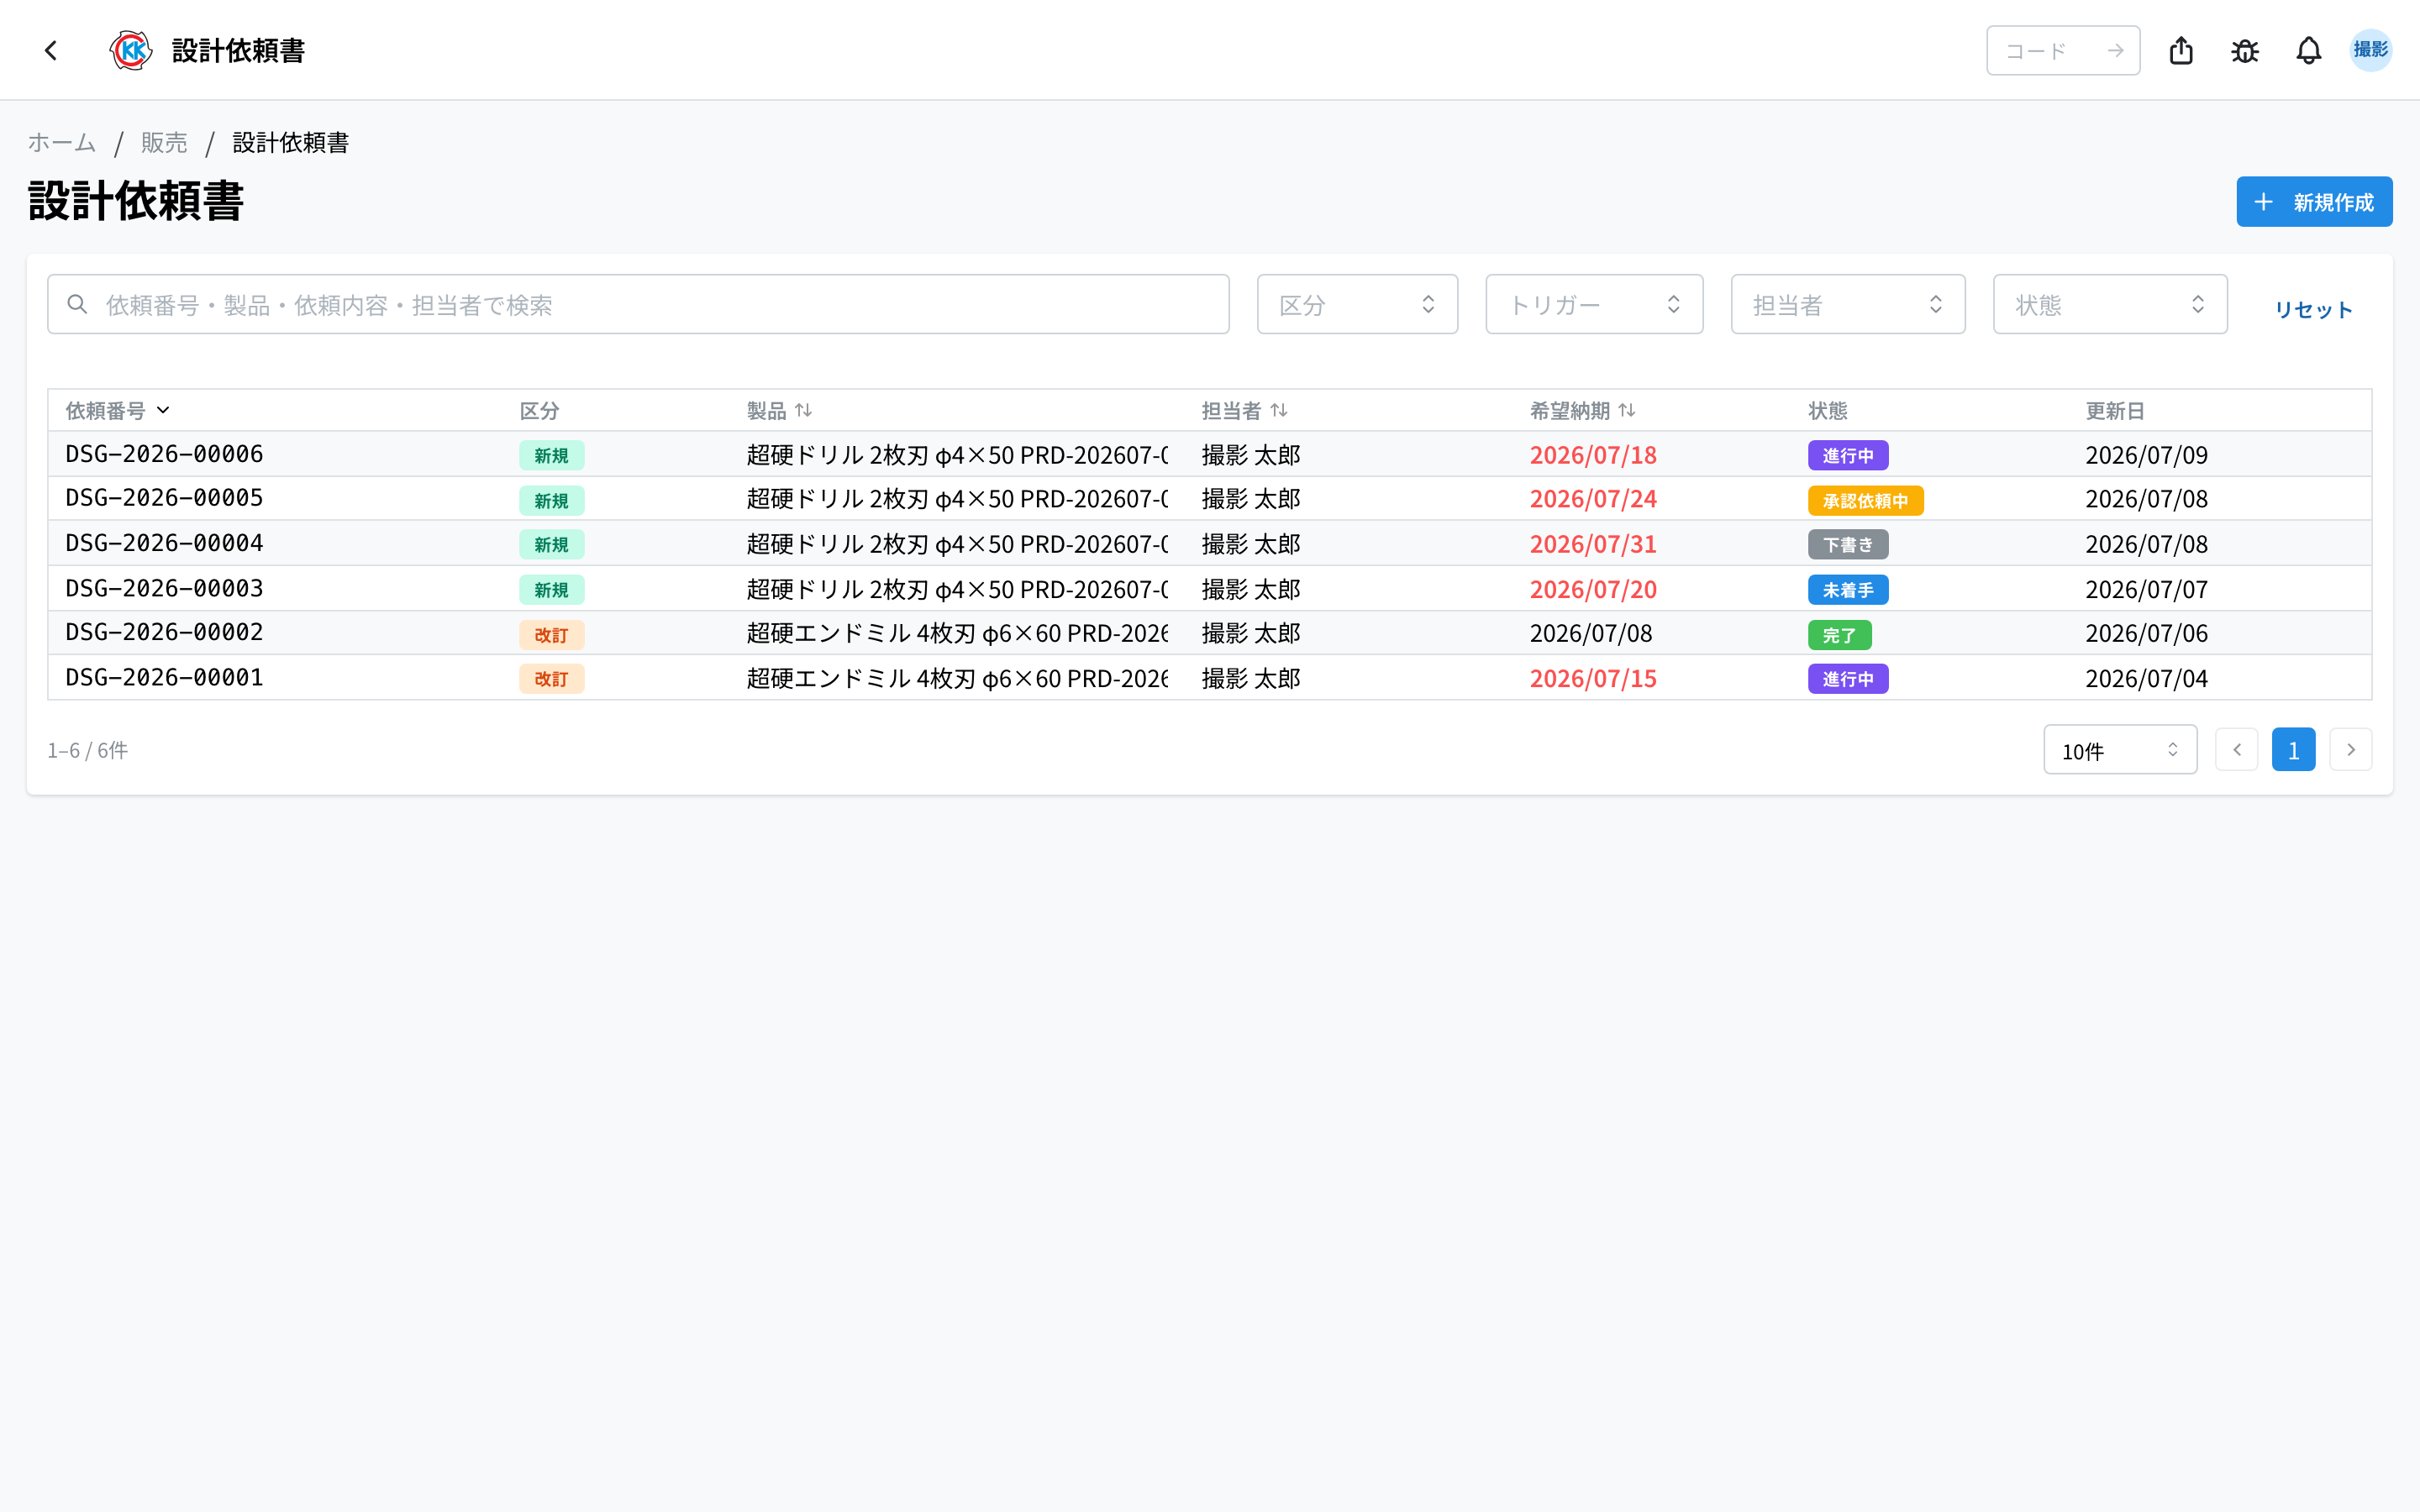 KK 設計依頼書 コード 撮影
ホーム / 販売 / 設計依頼書
設計依頼書
新規作成
依頼番号・製品・依頼内容・担当者で検索 区分 トリガー 担当者 状態 リセット
依頼番号 区分 製品 担当者 希望納期 状態 更新日
DSG-2026-00006 新規 超硬ドリル 2枚刃 φ4×50 PRD-202607- 撮影 太郎 2026/07/18 進行中 2026/07/09
DSG-2026-00005 新規 超硬ドリル 2枚刃 φ4×50 PRD-202607- 撮影 太郎 2026/07/24 承認依頼中 2026/07/08
DSG-2026-00004 新規 超硬ドリル 2枚刃 φ4×50 PRD-202607- 撮影 太郎 2026/07/31 下書き 2026/07/08
DSG-2026-00003 新規 超硬ドリル 2枚刃 φ4×50 PRD-202607- 撮影 太郎 2026/07/20 未着手 2026/07/07
DSG-2026-00002 改訂 超硬エンドミル 4枚刃 φ6×60 PRD-2026 撮影 太郎 2026/07/08 完了 2026/07/06
DSG-2026-00001 改訂 超硬エンドミル 4枚刃 φ6×60 PRD-2026 撮影 太郎 2026/07/15 進行中 2026/07/04
1–6 / 6件 10件 1